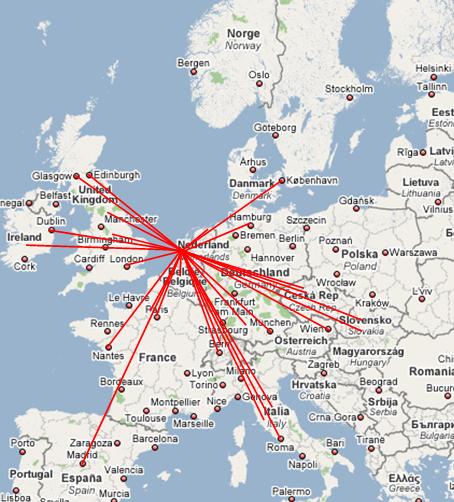 Norge
Norway
Bergen
Oslo
Helsinki
Tallinn
Stockholm
Göteborg
Rīga
Lietuva
Lithuania
Vilnius
Århus
København
Danmark
Denmark
Glasgow
Edinburgh
United
Kingdom
Belfast
Dublin
Manchester
Ireland
Birmingham
Cork
Cardiff
London
Hamburg
Szczecin
Gdańsk
Bremen
Berlin
Poznań
Warszawa
Nederland
Hannover
Polska
Poland
België
Belgique
Belgium
Deutschland
Germany
Wrocław
Česká Rep
Czech Rep
Kraków
L'viv
Le Havre
Paris
Frankfurt
am Main
Slovensko
Slovakia
Rennes
Strasbourg
München
Wien
Österreich
Austria
Magyarország
Hungary
Nantes
Bern
France
Lyon
Milano
Torino
Zagreb
Hrvatska
Croatia
Beograd
Romania
Bordeaux
Genova
Nice
Montpellier
Marseille
Toulouse
Italia
Italy
Crna Gora
Srbija
Serbia
Roma
Bari
Tiranë
Napoli
Porto
Zaragoza
Barcelona
Madrid
Valencia
España
Spain
Portugal
Lisboa
Murcia
Palermo
Ελλάς